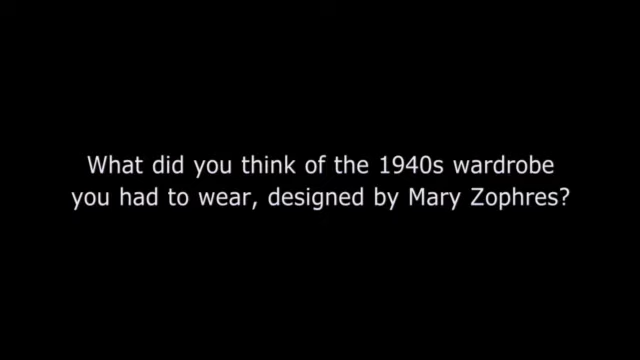 What did you think of the 1940s wardrobe
you had to wear, designed by Mary Zophres?